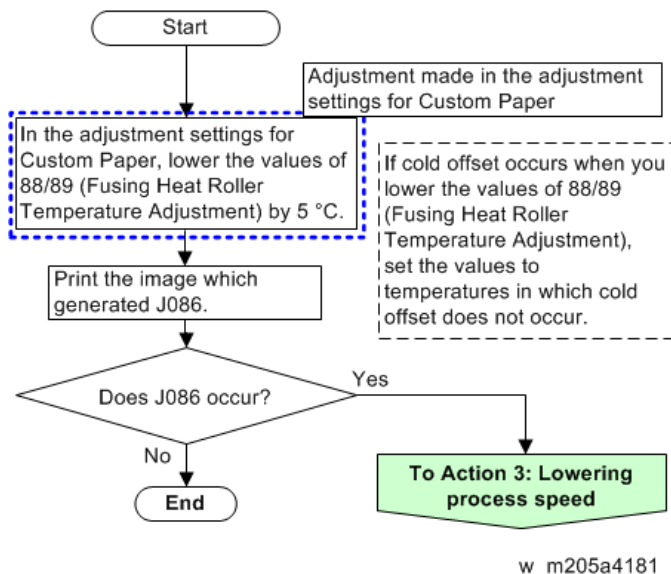 Start
Adjustment made in the adjustment
settings for Custom Paper
In the adjustment settings for
Custom Paper, lower the values of
88/89 (Fusing Heat Roller
Temperature Adjustment) by 5 °C.
If cold offset occurs when you
lower the values of 88/89
(Fusing Heat Roller
Temperature Adjustment),
set the values to
temperatures in which cold
offset does not occur.
Print the image which
generated J086.
Does J086 occur?
Yes
No
End
To Action 3: Lowering
process speed
w_m205a4181